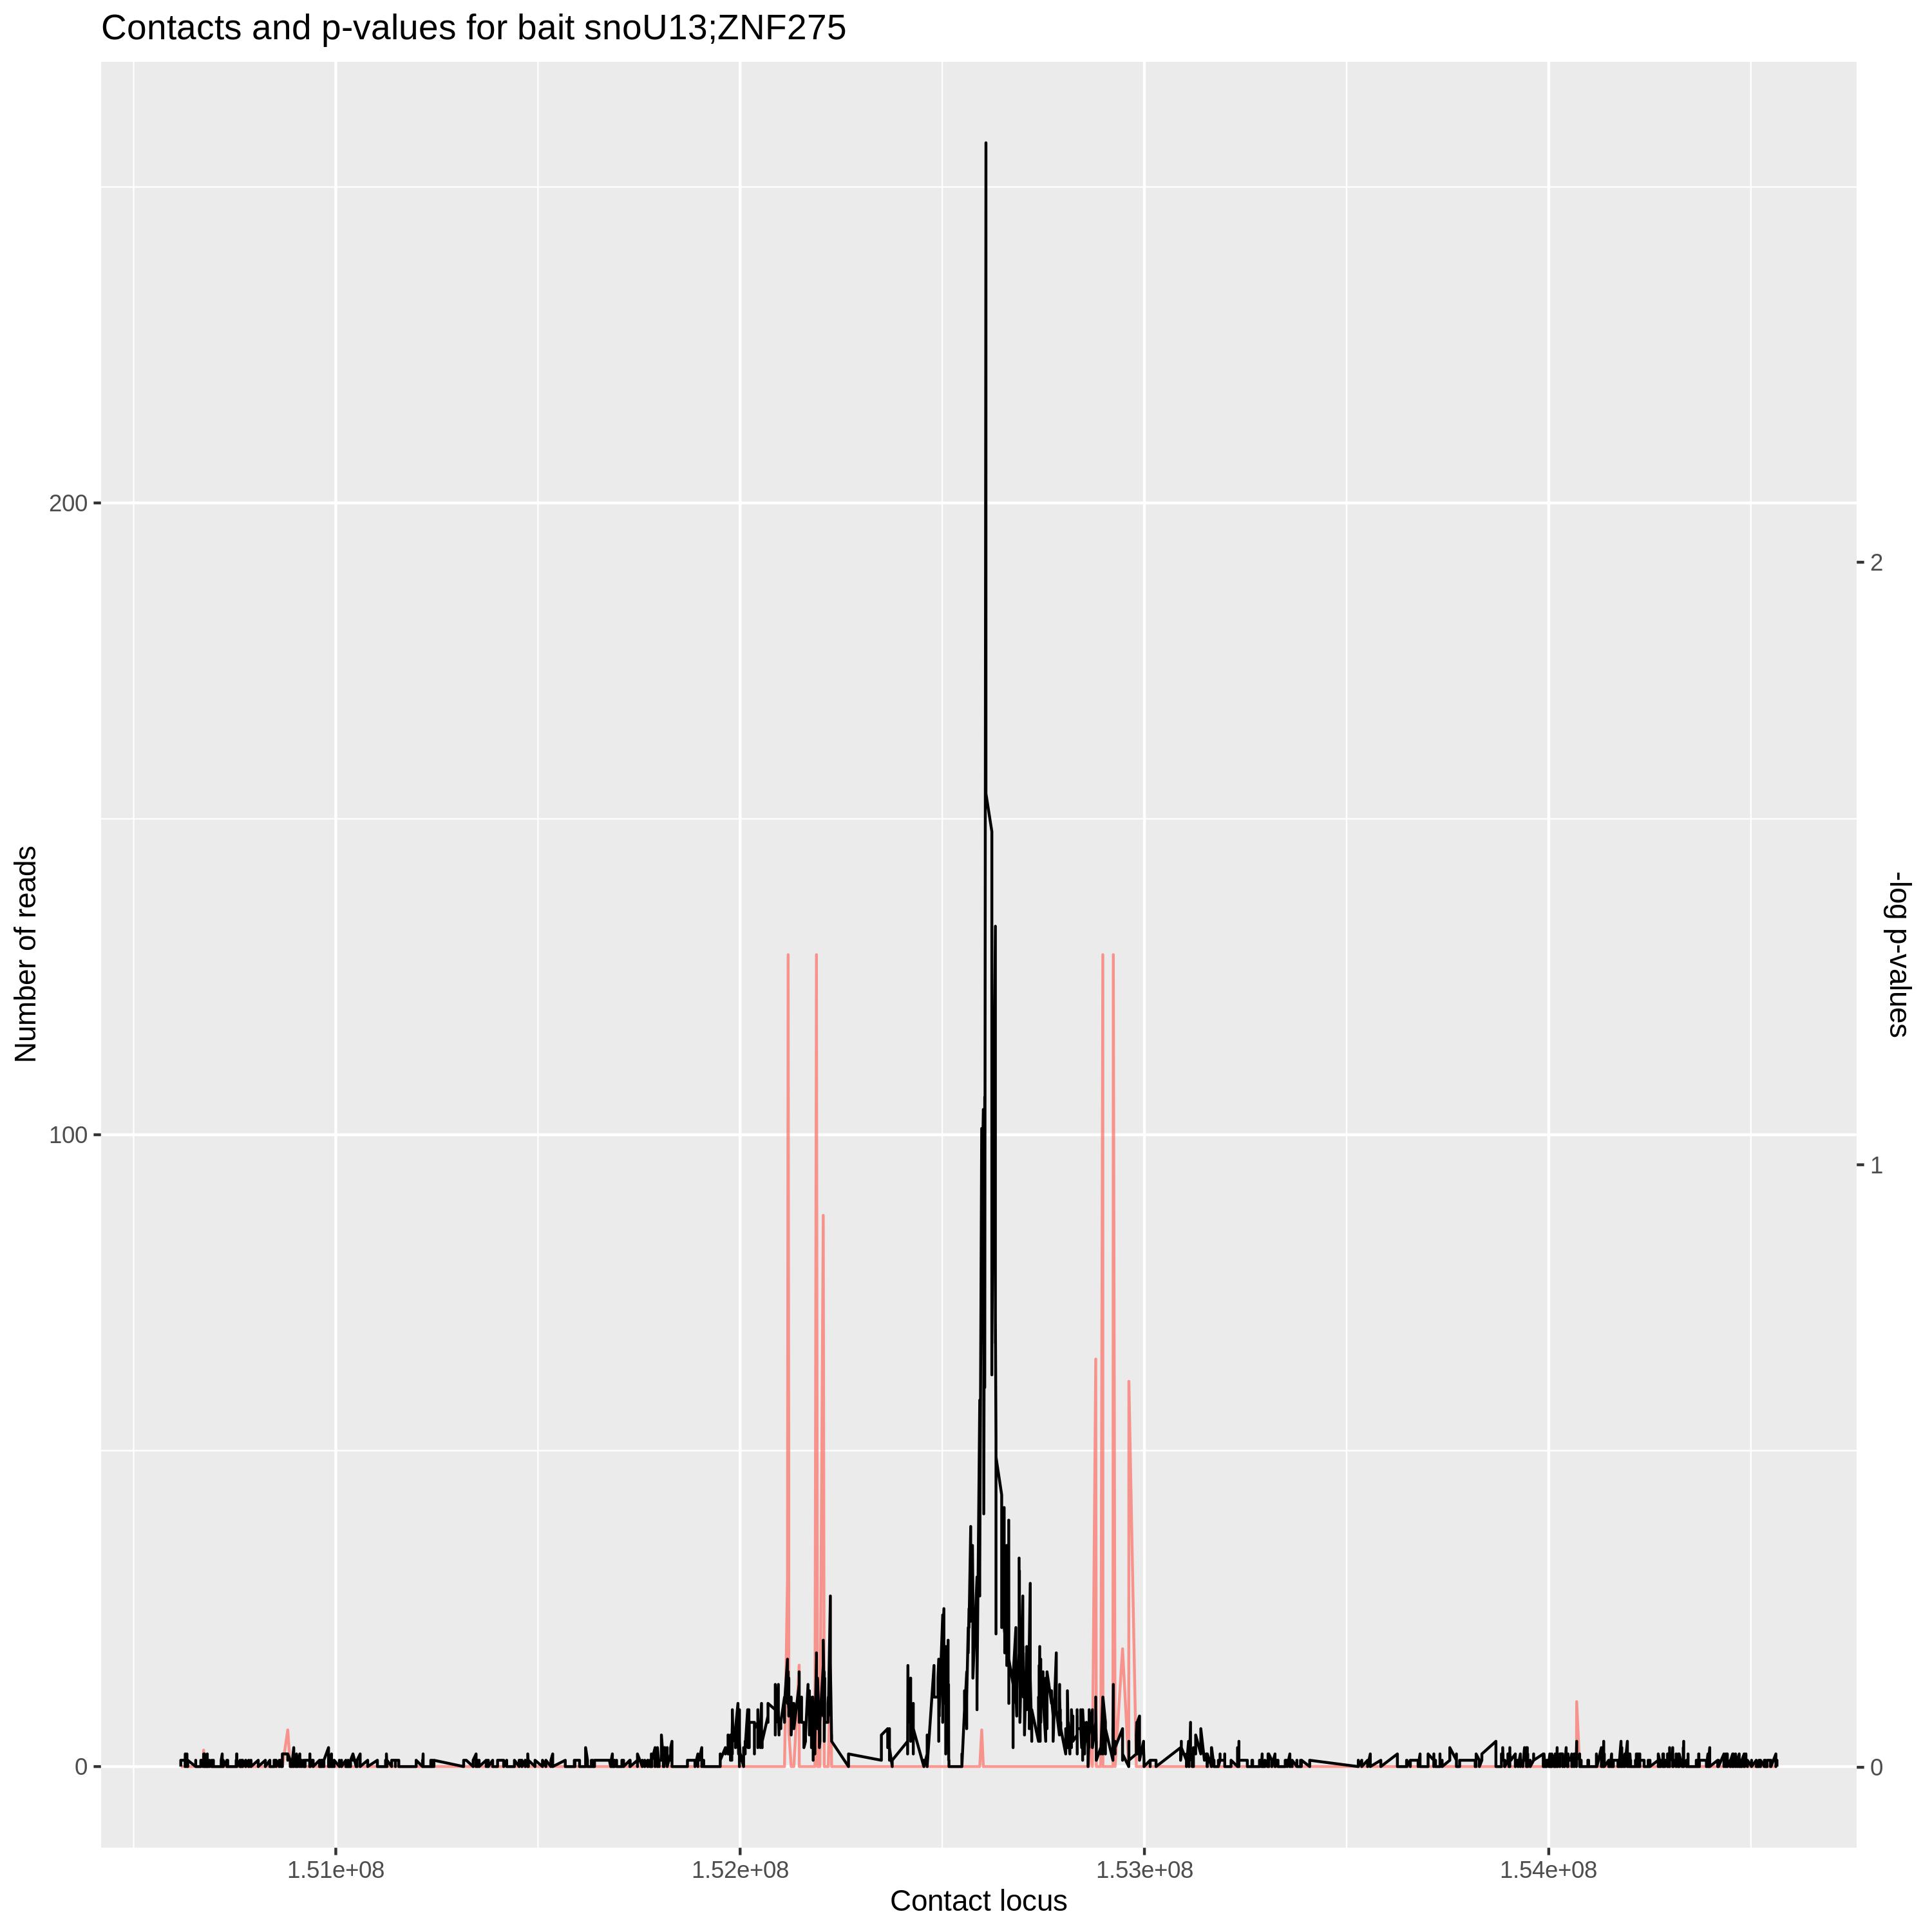 Contacts and p-values for bait snoU13;ZNF275
Number of reads
200
100
0
2
1
0
-log p-values
1.51e+08
1.52e+08
1.53e+08
1.54e+08
Contact locus